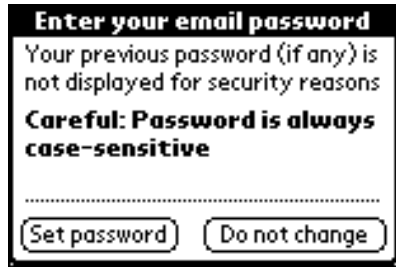 Enter your email password
Your previous password (if any) is
not displayed for security reasons
Careful: Password is always
case-sensitive
Set password
Do not change